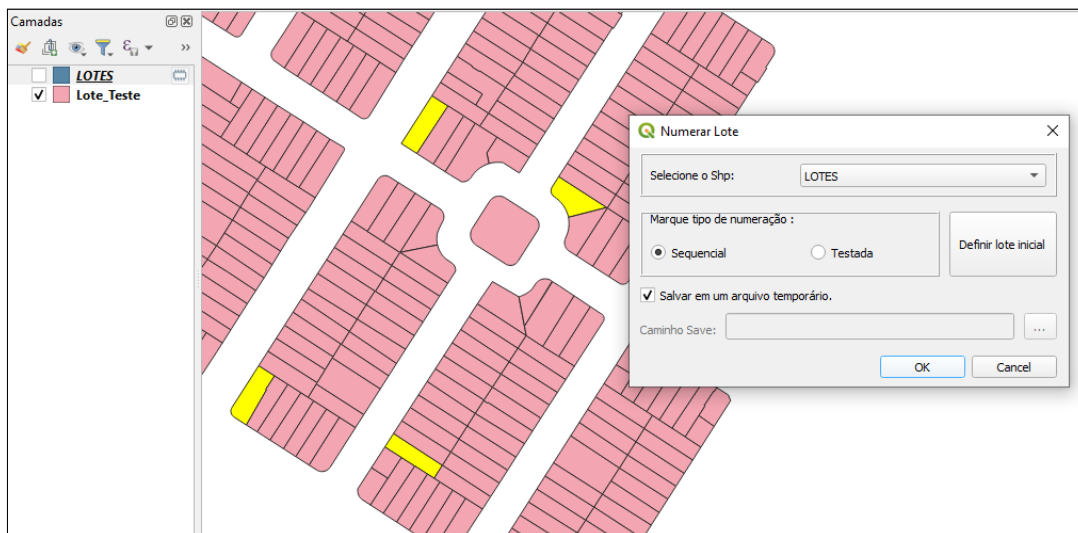 Camadas
LOTES
Lote_Teste
Numerar Lote
Selecione o Shp:
LOTES
Marque tipo de numeração :
Sequencial
Testada
Definir lote inicial
Salvar em um arquivo temporário.
Caminho Save:
...
OK
Cancel